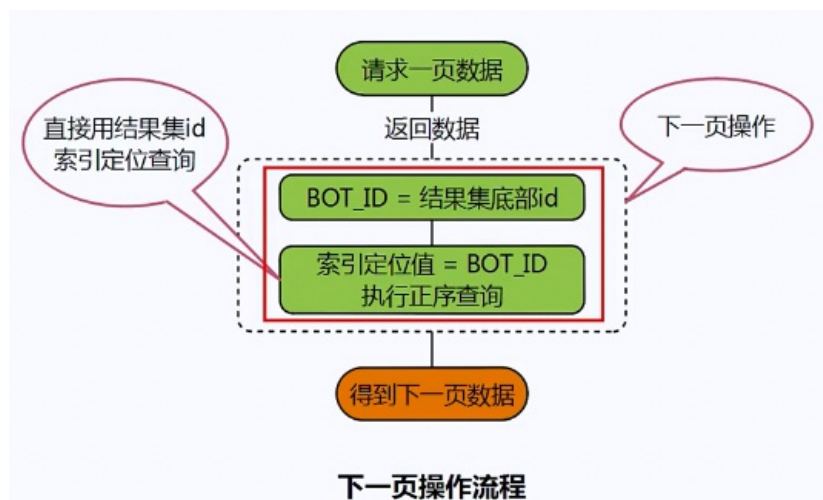 请求一页数据
直接用结果集id
索引定位查询
返回数据
下一页操作
BOT_ID = 结果集底部id
索引定位值 = BOT_ID
执行正序查询
得到下一页数据
下一页操作流程